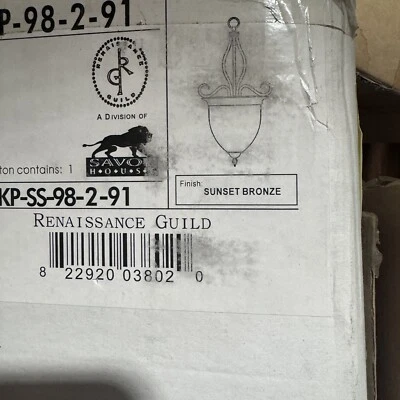 P-98-2-91
RENAISSANCE
GUILD
A DIVISION OF
ton contains: 1
SAVOY
HOUSE
Finish: SUNSET BRONZE
KP-SS-98-2-91
RENAISSANCE GUILD
8 22920 03802 0